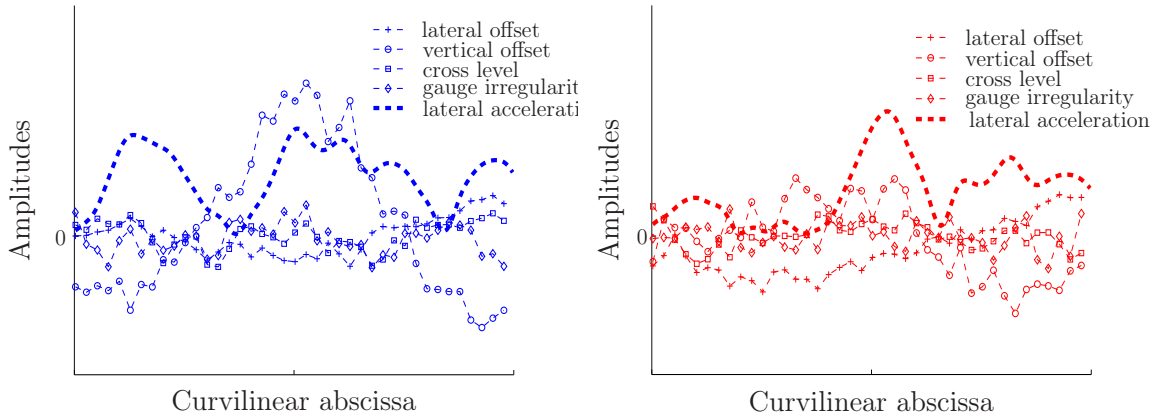 lateral offset
vertical offset
cross level
gauge irregularit
lateral accelerati
Amplitudes
0
Curvilinear abscissa
lateral offset
vertical offset
cross level
gauge irregularity
lateral acceleration
Amplitudes
0
Curvilinear abscissa